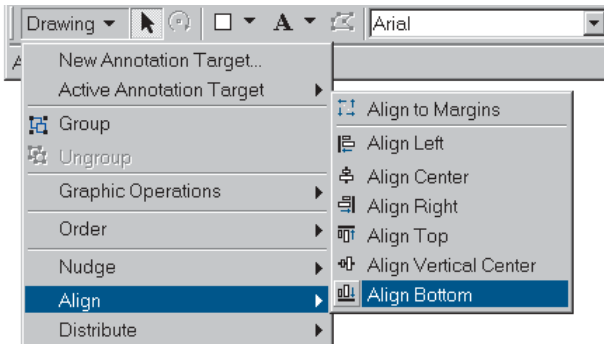 Drawing A Arial
A
New Annotation Target...
Active Annotation Target
Group
Ungroup
Graphic Operations
Order
Nudge
Align
Distribute
Align to Margins
Align Left
Align Center
Align Right
Align Top
Align Vertical Center
Align Bottom